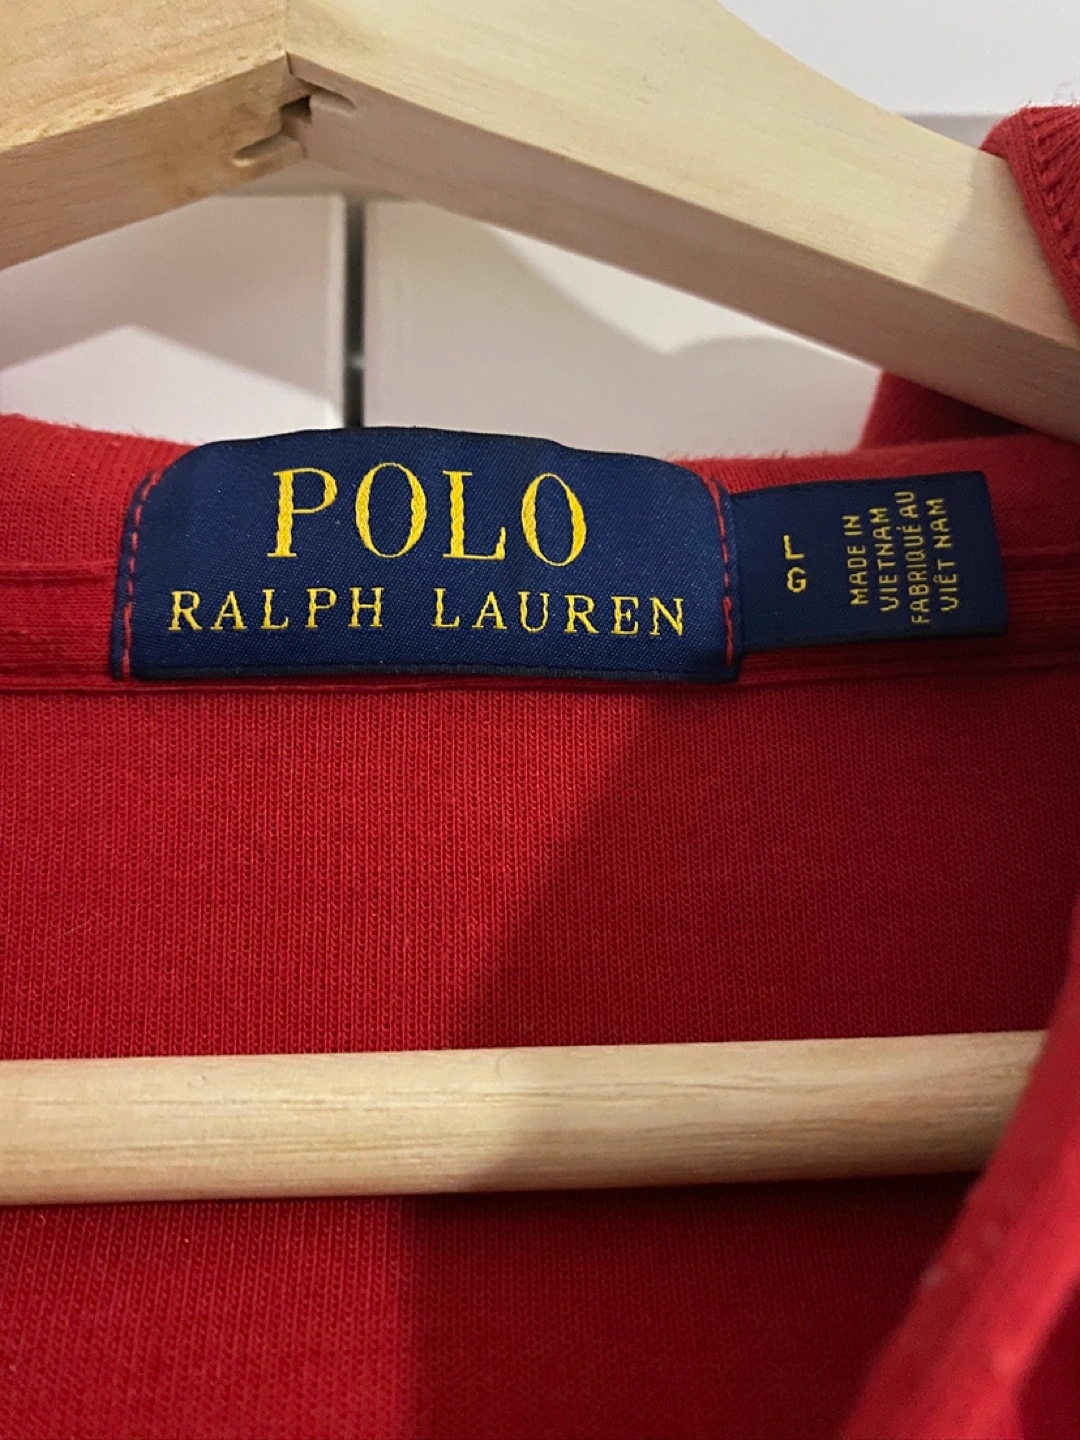 POLO
RALPH LAUREN
L
G
MADE IN
VIETNAM
FABRIQUÉ AU
VIÊT NAM